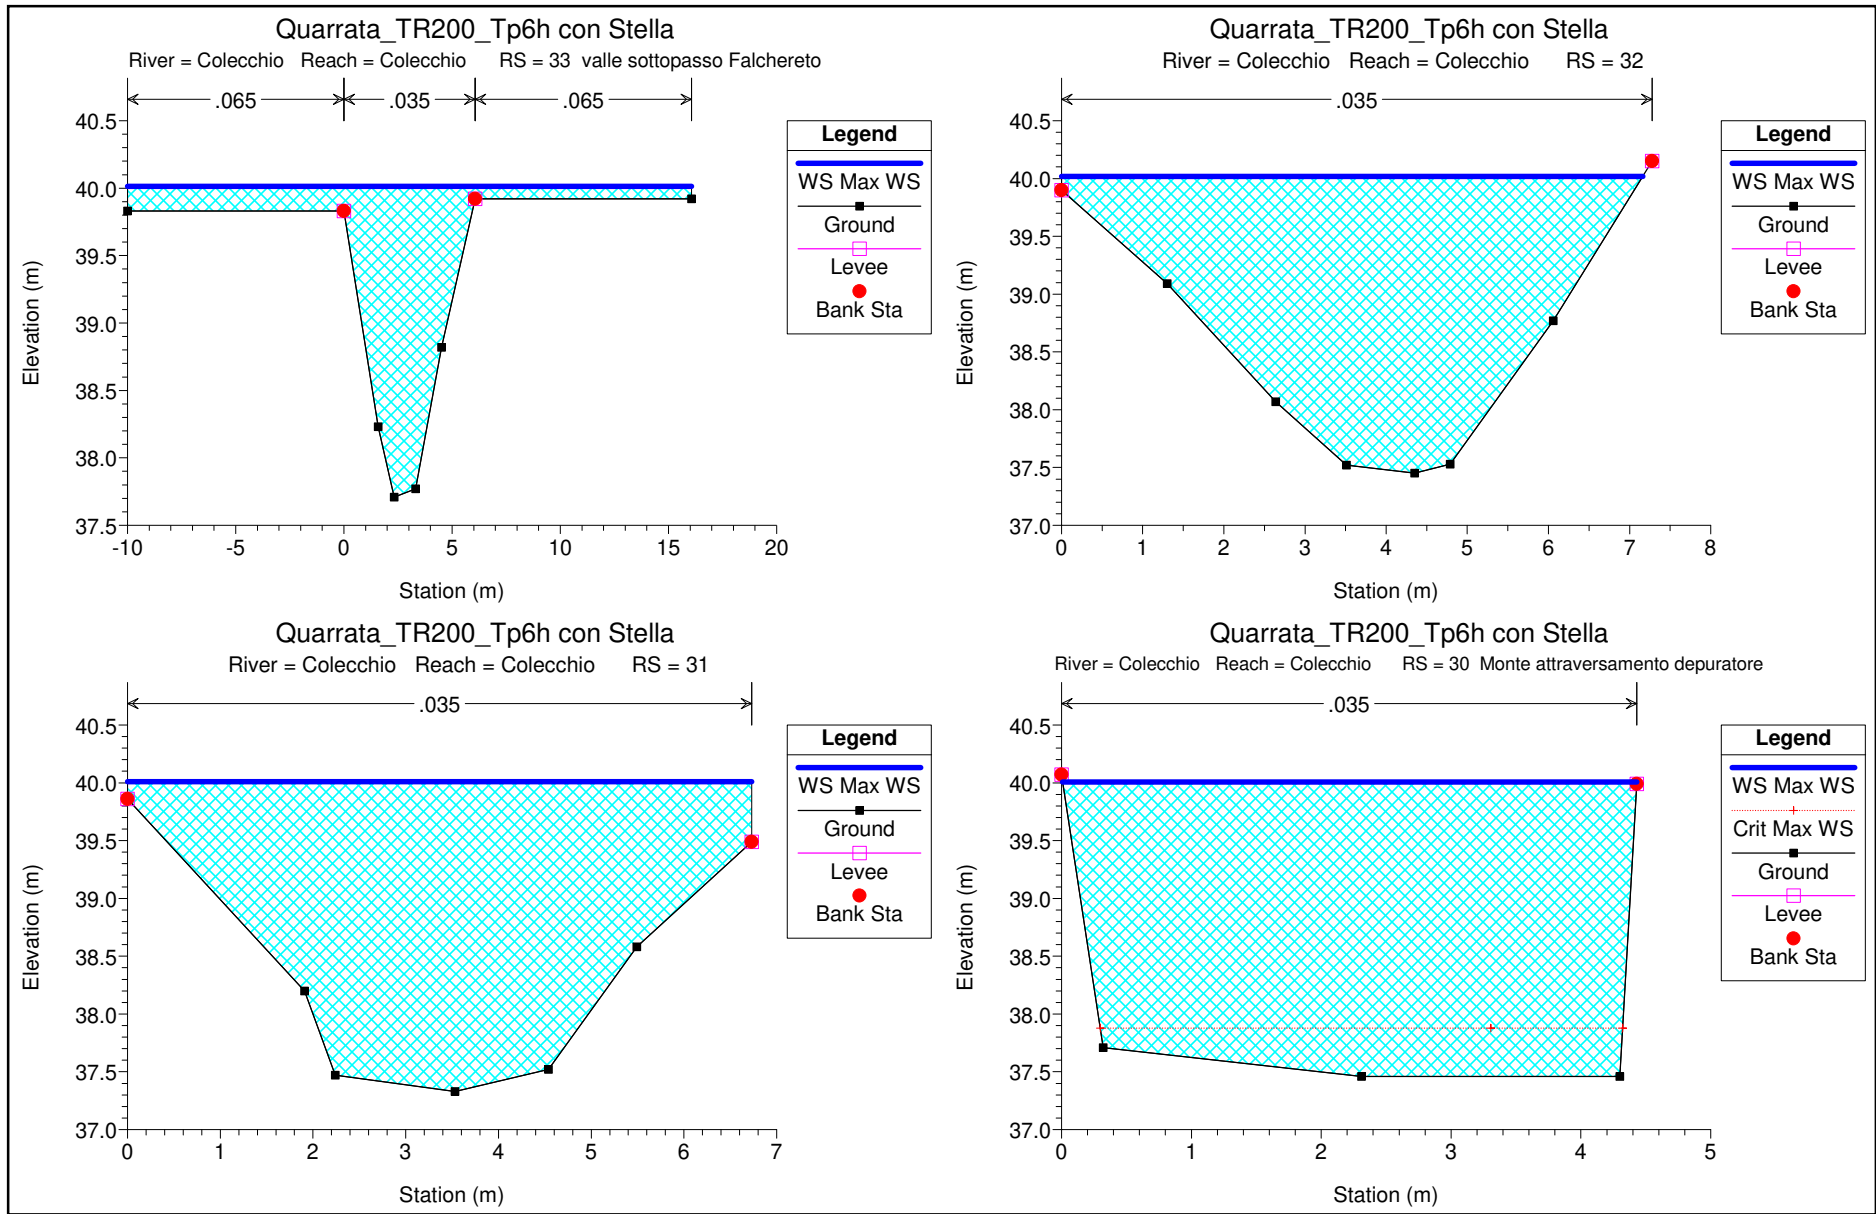 Quarrata_TR200_Tp6h con Stella
River = Colecchio Reach = Colecchio RS = 33 valle sottopasso Falchereto
.065 .035 .065
40.5
40.0
39.5
39.0
38.5
38.0
37.5
Elevation (m)
-10 -5 0 5 10 15 20
Station (m)
Legend
WS Max WS
Ground
Levee
Bank Sta
Quarrata_TR200_Tp6h con Stella
River = Colecchio Reach = Colecchio RS = 32
.035
40.5
40.0
39.5
39.0
38.5
38.0
37.5
37.0
Elevation (m)
0 1 2 3 4 5 6 7 8
Station (m)
Legend
WS Max WS
Ground
Levee
Bank Sta
Quarrata_TR200_Tp6h con Stella
River = Colecchio Reach = Colecchio RS = 31
.035
40.5
40.0
39.5
39.0
38.5
38.0
37.5
37.0
Elevation (m)
0 1 2 3 4 5 6 7
Station (m)
Legend
WS Max WS
Ground
Levee
Bank Sta
Quarrata_TR200_Tp6h con Stella
River = Colecchio Reach = Colecchio RS = 30 Monte attraversamento depuratore
.035
40.5
40.0
39.5
39.0
38.5
38.0
37.5
37.0
Elevation (m)
0 1 2 3 4 5
Station (m)
Legend
WS Max WS
Crit Max WS
Ground
Levee
Bank Sta